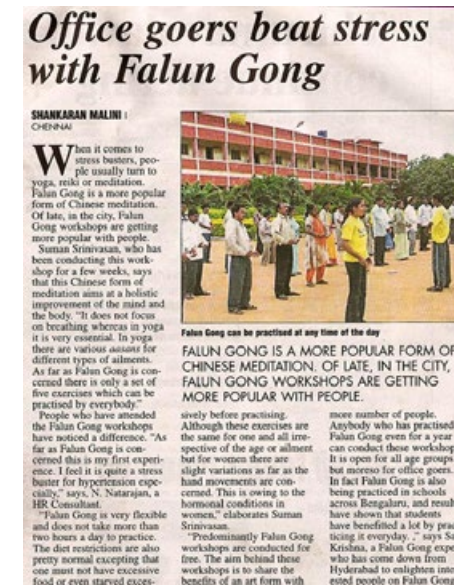 Office goers beat stress
with Falun Gong
SHANKARAN MALINI |
CHENNAI
When it comes to
stress busters, peo-
ple usually turn to
yoga, reiki or meditation.
Falun Gong is a more popular
form of Chinese meditation.
Of late, in the city, Falun
Gong workshops are getting
more popular with people.
Suman Srinivasan, who has
been conducting this work-
shop for a few weeks, says
that this Chinese form of
meditation aims at a holistic
improvement of the mind and
the body. "It does not focus
on breathing whereas in yoga
it is very essential. In yoga
there are various aasans for
different types of ailments.
As far as Falun Gong is con-
cerned there is only a set of
five exercises which can be
practised by everybody."
People who have attended
the Falun Gong workshops
have noticed a difference. "As
far as Falun Gong is con-
cerned this is my first experi-
ence. I feel it is quite a stress
buster for hypertension espe-
cially," says, N. Natarajan, a
HR Consultant.
"Falun Gong is very flexible
and does not take more than
two hours a day to practice.
The diet restrictions are also
pretty normal excepting that
one must not have excessive
food or even starved exces-
Falun Gong can be practised at any time of the day
FALUN GONG IS A MORE POPULAR FORM OF
CHINESE MEDITATION. OF LATE, IN THE CITY,
FALUN GONG WORKSHOPS ARE GETTING
MORE POPULAR WITH PEOPLE.
sively before practising.
Although these exercises are
the same for one and all irre-
spective of the age or ailment
but for women there are
slight variations as far as the
hand movements are con-
cerned. This is owing to the
hormonal conditions in
women," elaborates Suman
Srinivasan.
"Predominantly Falun Gong
workshops are conducted for
free. The aim behind these
workshops is to share the
benefits of an art form with
more number of people.
Anybody who has practised
Falun Gong even for a year
can conduct these workshop
It is open for all age groups
but moreso for office goers.
In fact Falun Gong is also
being practiced in schools
across Bengaluru, and result
have shown that students
have benefitted a lot by prac
ticing it everyday. ," says Sa
Krishna, a Falun Gong expe
who has come down from
Hyderabad to enlighten inte
ested people on Falun Gong